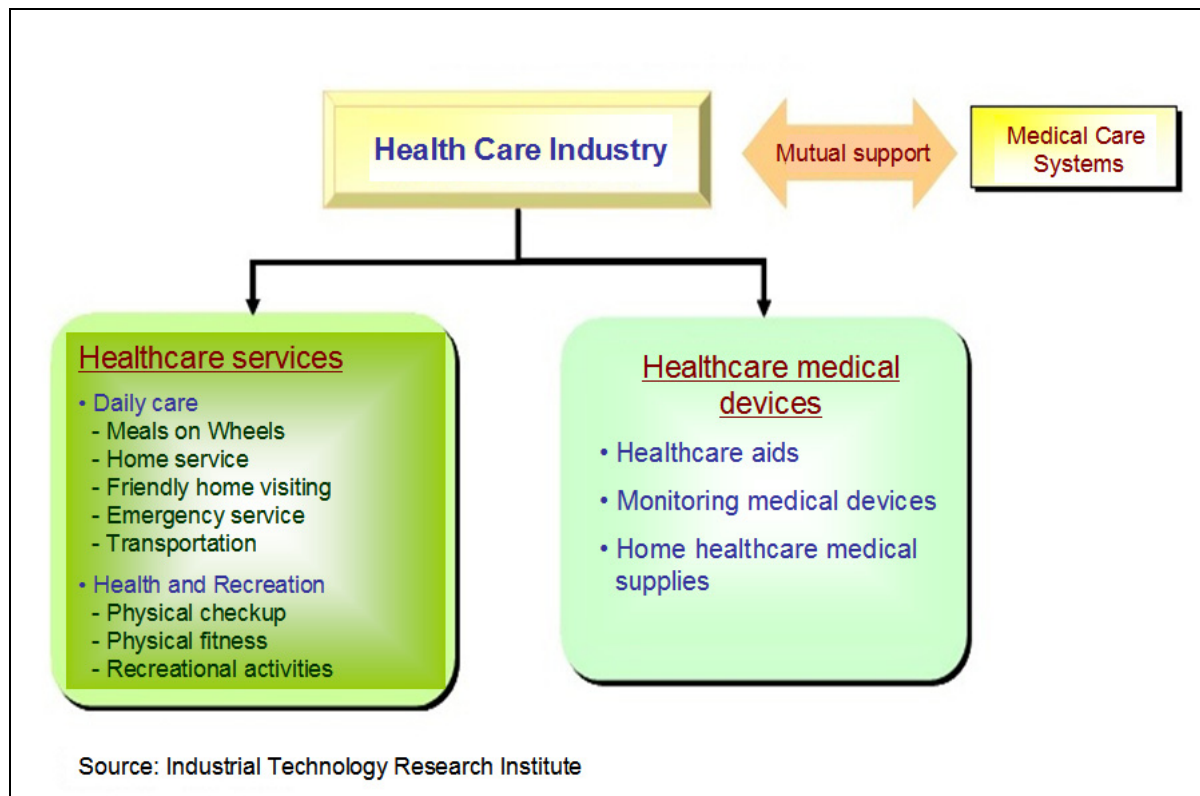 Health Care Industry
Mutual support
Medical Care
Systems
Healthcare services
• Daily care
- Meals on Wheels
- Home service
- Friendly home visiting
- Emergency service
- Transportation
• Health and Recreation
- Physical checkup
- Physical fitness
- Recreational activities
Healthcare medical
devices
• Healthcare aids
• Monitoring medical devices
• Home healthcare medical
supplies
Source: Industrial Technology Research Institute